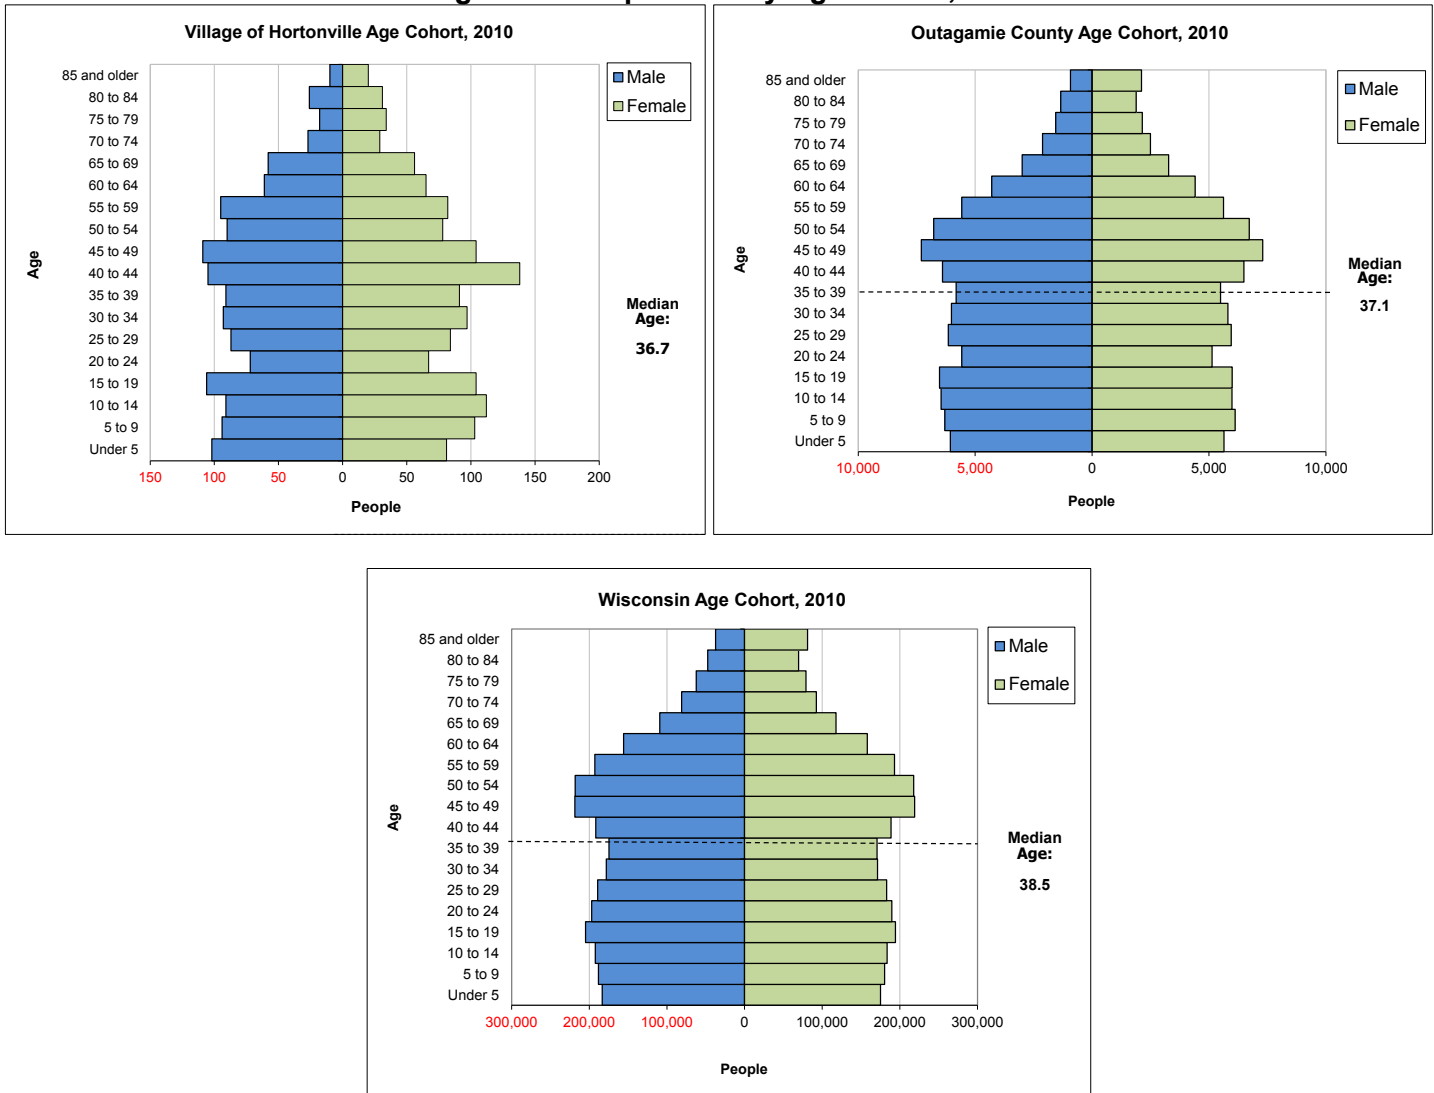 Village of Hortonville Age Cohort, 2010
85 and older
80 to 84
75 to 79
70 to 74
65 to 69
60 to 64
55 to 59
50 to 54
45 to 49
40 to 44
35 to 39
30 to 34
25 to 29
20 to 24
15 to 19
10 to 14
5 to 9
Under 5
Age
150 100 50 0 50 100 150 200
People
Male
Female
Median
Age:
36.7
Outagamie County Age Cohort, 2010
85 and older
80 to 84
75 to 79
70 to 74
65 to 69
60 to 64
55 to 59
50 to 54
45 to 49
40 to 44
35 to 39
30 to 34
25 to 29
20 to 24
15 to 19
10 to 14
5 to 9
Under 5
Age
10,000 5,000 0 5,000 10,000
People
Male
Female
Median
Age:
37.1
Wisconsin Age Cohort, 2010
85 and older
80 to 84
75 to 79
70 to 74
65 to 69
60 to 64
55 to 59
50 to 54
45 to 49
40 to 44
35 to 39
30 to 34
25 to 29
20 to 24
15 to 19
10 to 14
5 to 9
Under 5
Age
300,000 200,000 100,000 0 100,000 200,000 300,000
People
Male
Female
Median
Age:
38.5